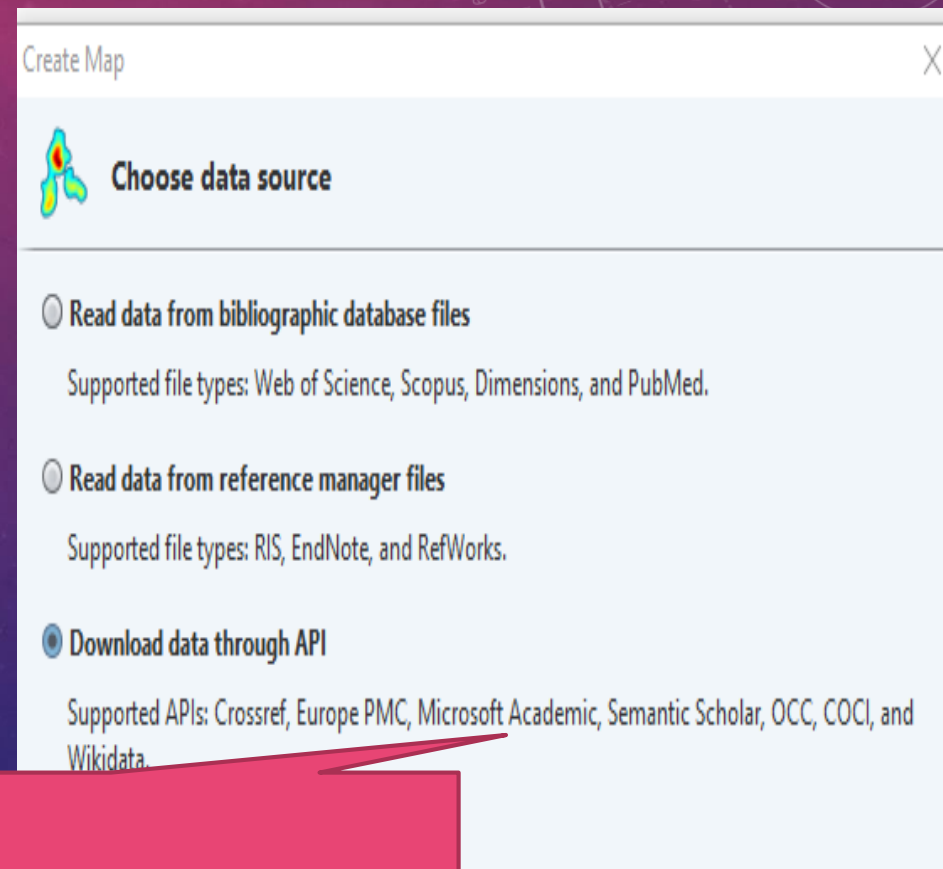 Create Map
Choose data source
Read data from bibliographic database files
Supported file types: Web of Science, Scopus, Dimensions, and PubMed.
Read data from reference manager files
Supported file types: RIS, EndNote, and RefWorks.
Download data through API
Supported APIs: Crossref, Europe PMC, Microsoft Academic, Semantic Scholar, OCC, COCI, and
Wikidata.